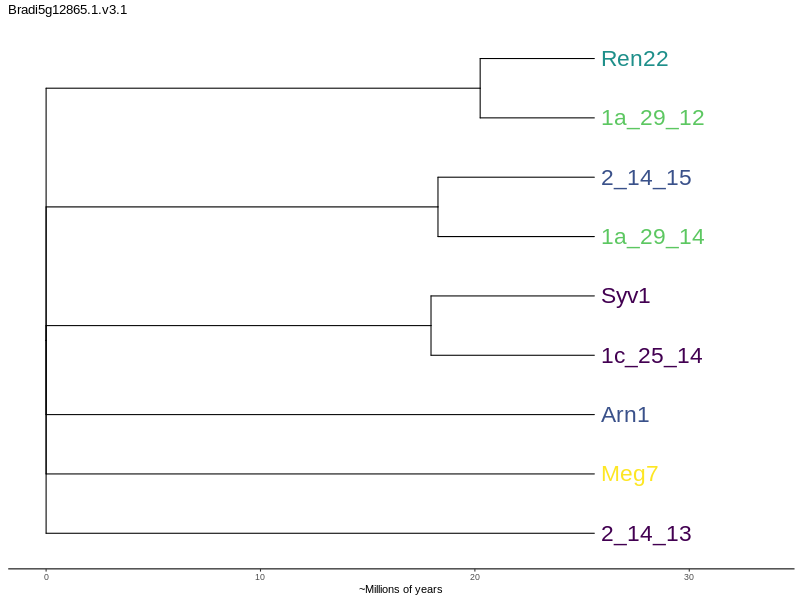 Bradi5g12865.1.v3.1
Ren22
1a_29_12
2_14_15
1a_29_14
Syv1
1c_25_14
Arn1
Meg7
2_14_13
0 10 20 30
~Millions of years